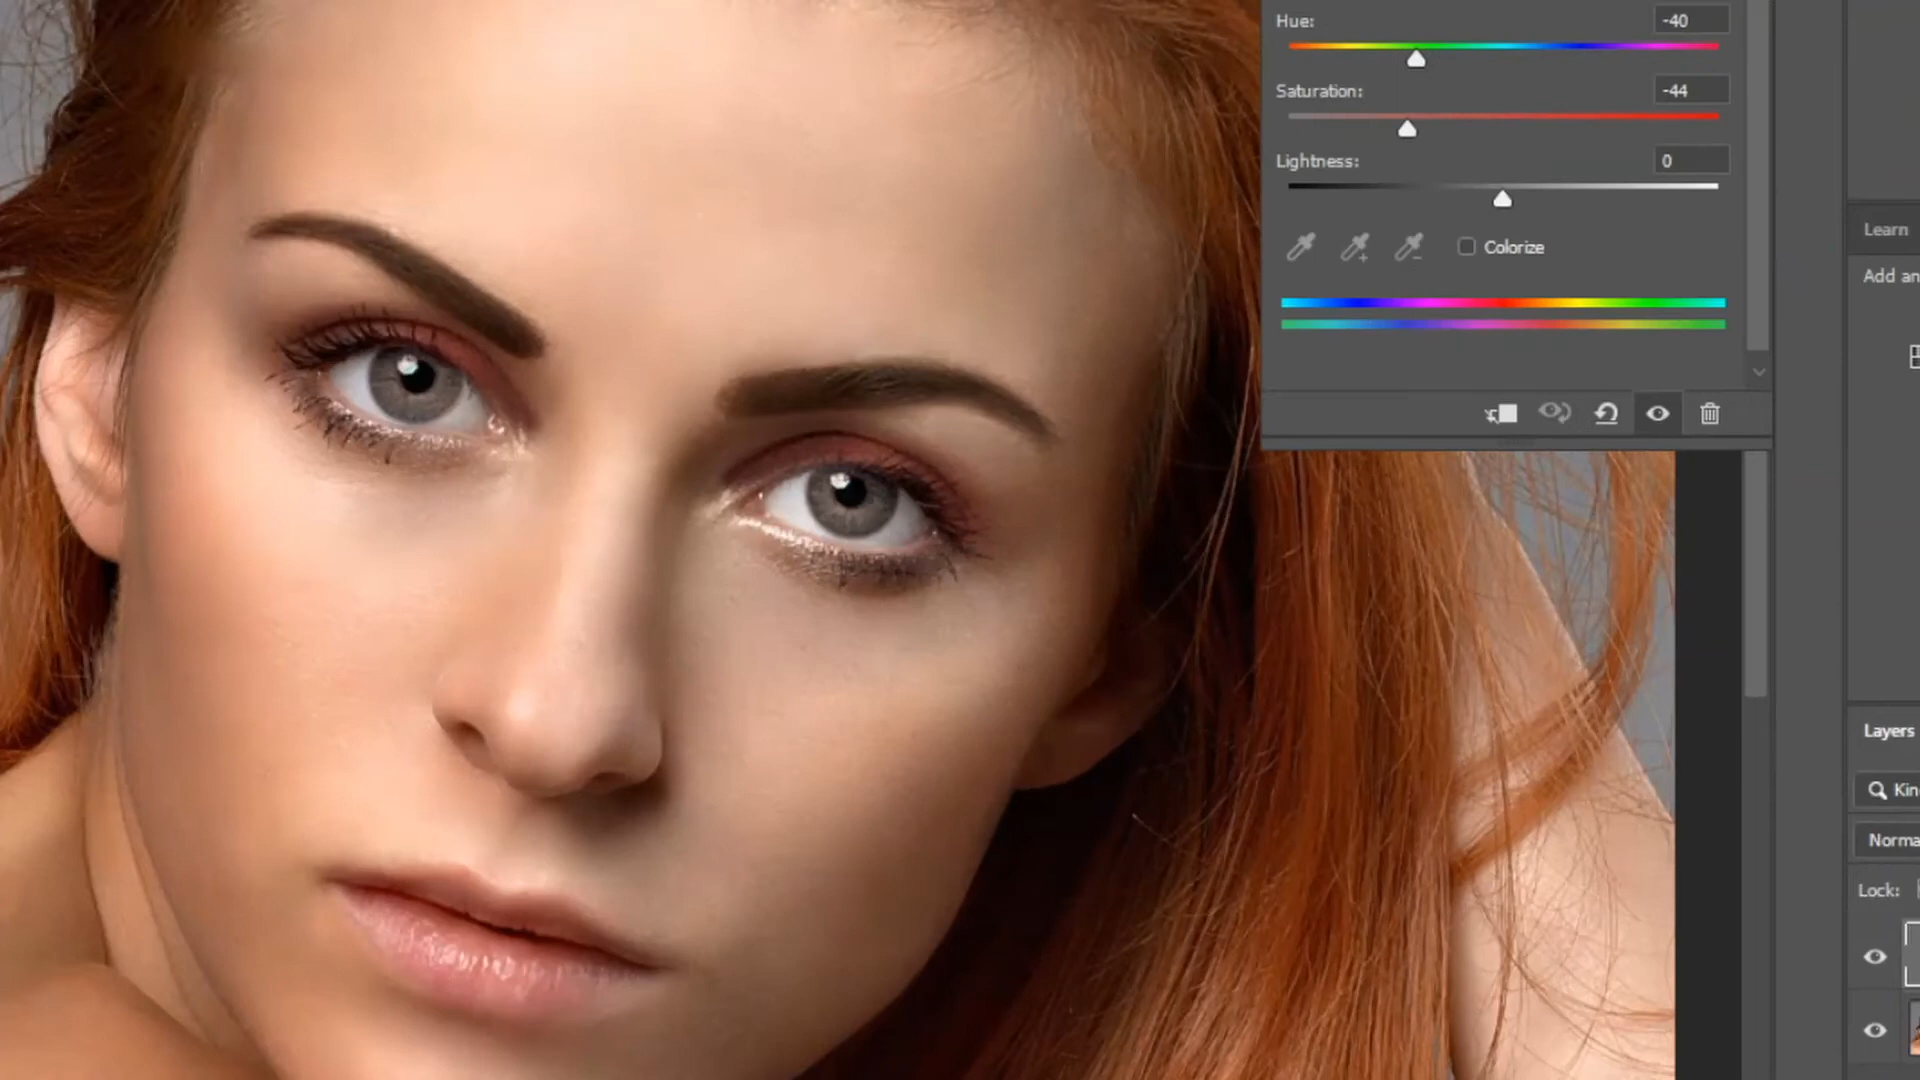 Hue:
-40
Saturation:
-44
Lightness:
0
Colorize
Learn
Add an
Layers
Kin
Norma
Lock: